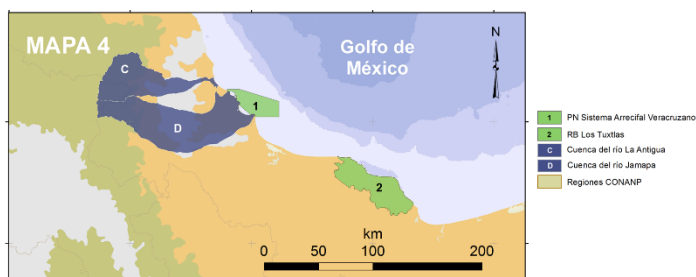 MAPA 4
Golfo de
México
N
C
D
1
2
km
0 50 100 200
1 PN Sistema Arrecifal Veracruzano
2 RB Los Tuxtlas
C Cuenca del río La Antigua
D Cuenca del río Jamapa
Regiones CONANP